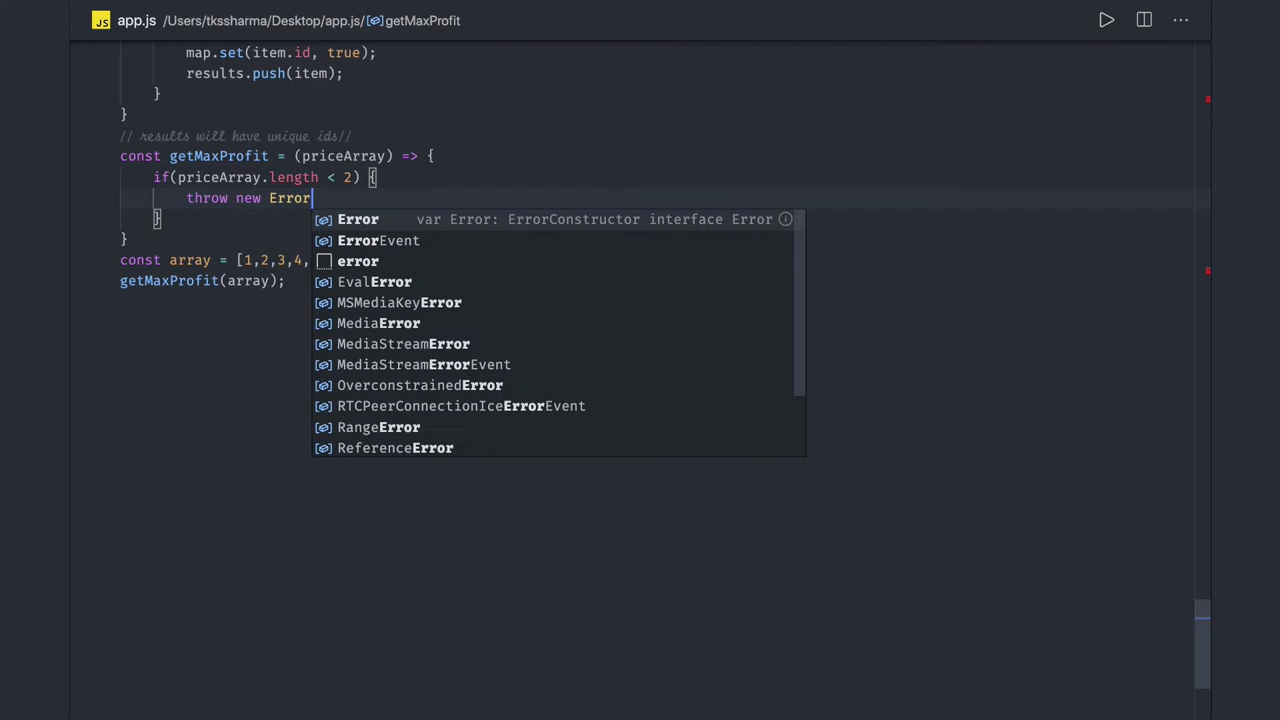 JS app.js /Users/tkssharma/Desktop/app.js/getMaxProfit
map.set(item.id, true);
results.push(item);
}
}
// results will have unique ids//
const getMaxProfit = (priceArray) => {
if(priceArray.length < 2) {
throw new Error
Error var Error: ErrorConstructor interface Error
}
ErrorEvent
}
error
const array = [1,2,3,4,
getMaxProfit(array);
EvalError
MSMediaKeyError
MediaError
MediaStreamError
MediaStreamErrorEvent
OverconstrainedError
RTCPeerConnectionIceErrorEvent
RangeError
ReferenceError